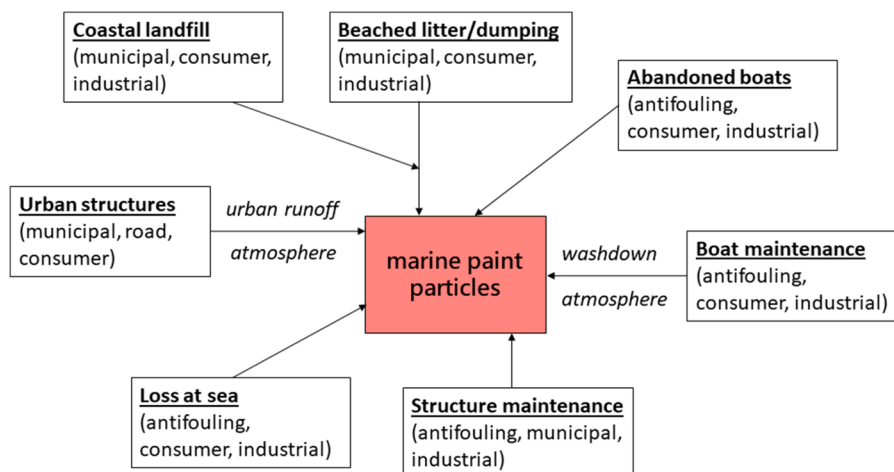 Coastal landfill
(municipal, consumer,
industrial)
Beached litter/dumping
(municipal, consumer,
industrial)
Abandoned boats
(antifouling,
consumer, industrial)
Urban structures
(municipal, road,
consumer)
urban runoff
atmosphere
marine paint
particles
washdown
atmosphere
Boat maintenance
(antifouling,
consumer, industrial)
Loss at sea
(antifouling,
consumer, industrial)
Structure maintenance
(antifouling, municipal,
industrial)